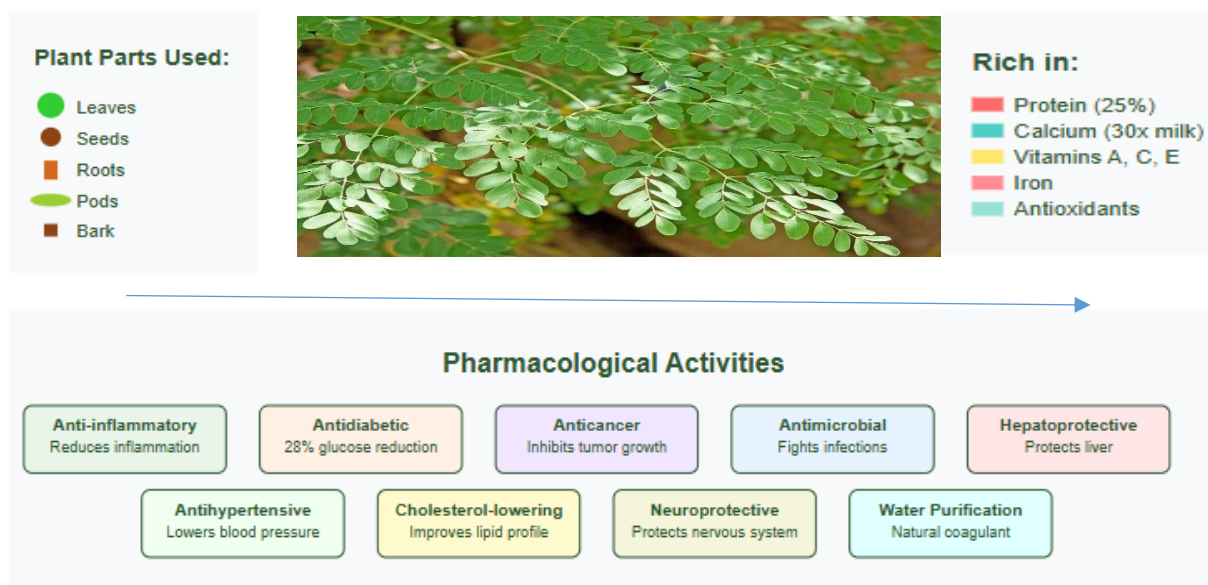 Plant Parts Used:
Leaves
Seeds
Roots
Pods
Bark
Rich in:
Protein (25%)
Calcium (30x milk)
Vitamins A, C, E
Iron
Antioxidants
Pharmacological Activities
Anti-inflammatory
Reduces inflammation
Antidiabetic
28% glucose reduction
Anticancer
Inhibits tumor growth
Antimicrobial
Fights infections
Hepatoprotective
Protects liver
Antihypertensive
Lowers blood pressure
Cholesterol-lowering
Improves lipid profile
Neuroprotective
Protects nervous system
Water Purification
Natural coagulant